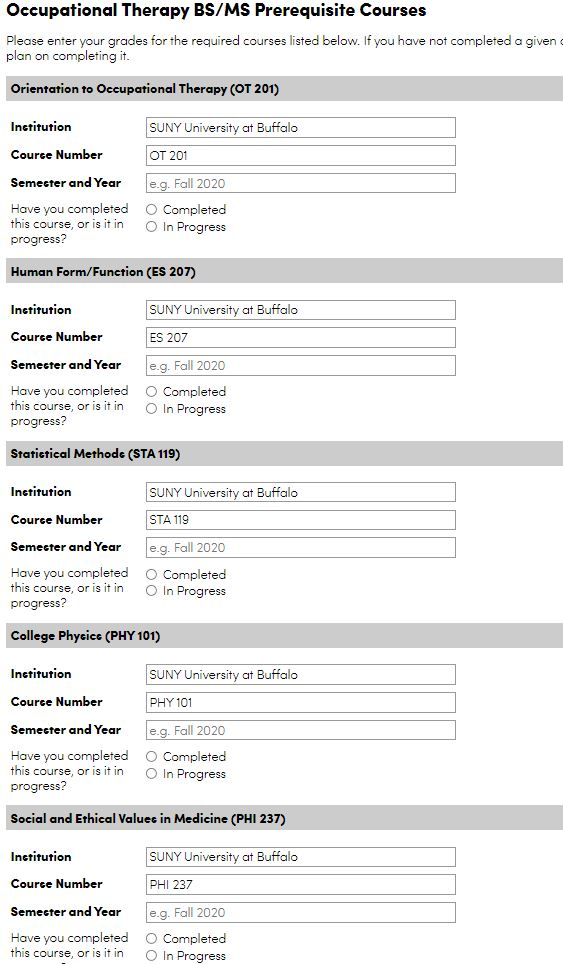 Occupational Therapy BS/MS Prerequisite Courses
Please enter your grades for the required courses listed below. If you have not completed a given
plan on completing it.
Orientation to Occupational Therapy (OT 201)
Institution SUNY University at Buffalo
Course Number OT 201
Semester and Year e.g. Fall 2020
Have you completed Completed
this course, or is it in In Progress
progress?
Human Form/Function (ES 207)
Institution SUNY University at Buffalo
Course Number ES 207
Semester and Year e.g. Fall 2020
Have you completed Completed
this course, or is it in In Progress
progress?
Statistical Methods (STA 119)
Institution SUNY University at Buffalo
Course Number STA 119
Semester and Year e.g. Fall 2020
Have you completed Completed
this course, or is it in In Progress
progress?
College Physics (PHY 101)
Institution SUNY University at Buffalo
Course Number PHY 101
Semester and Year e.g. Fall 2020
Have you completed Completed
this course, or is it in In Progress
progress?
Social and Ethical Values in Medicine (PHI 237)
Institution SUNY University at Buffalo
Course Number PHI 237
Semester and Year e.g. Fall 2020
Have you completed Completed
this course, or is it in In Progress